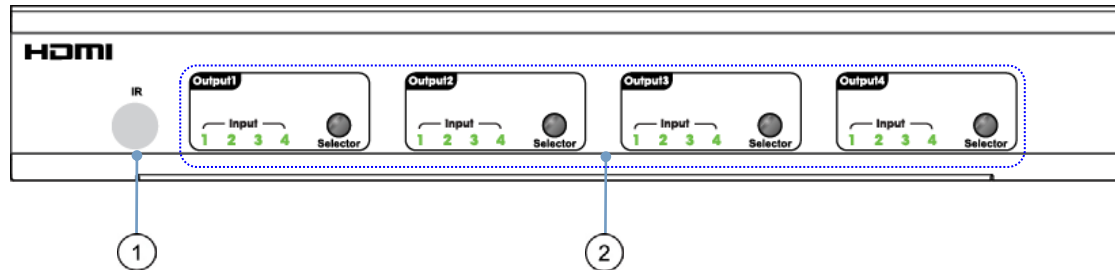 HDMI
IR
Output1
Input
1 2 3 4
Selector
Output2
Input
1 2 3 4
Selector
Output3
Input
1 2 3 4
Selector
Output4
Input
1 2 3 4
Selector
1
2